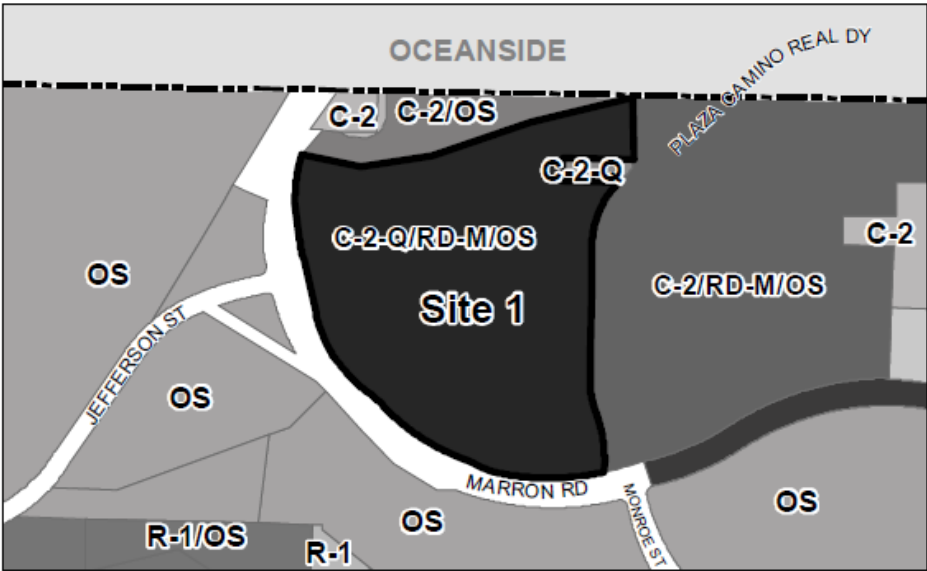 OCEANSIDE
PLAZA CAMINO REAL DY
C-2
C-2/OS
C-2-Q
C-2-Q/RD-M/OS
C-2
OS
C-2/RD-M/OS
Site 1
JEFFERSON ST
OS
MARRON RD
MONROE ST
OS
OS
R-1/OS
R-1